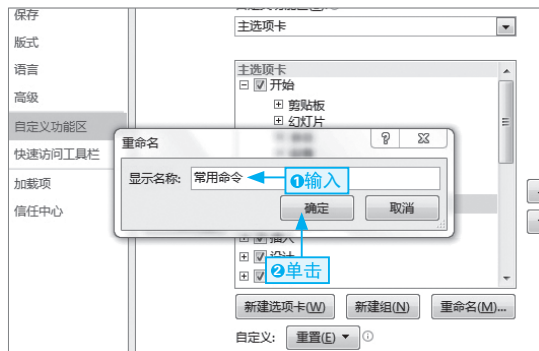 保存
主选项卡
版式
语言
主选项卡
高级
开始
剪贴板
幻灯片
自定义功能区
重命名
快速访问工具栏
显示名称:
常用命令
❶输入
加载项
确定
取消
信任中心
插入
设计
❷单击
新建选项卡(W)
新建组(N)
重命名(M)...
自定义:
重置(E)